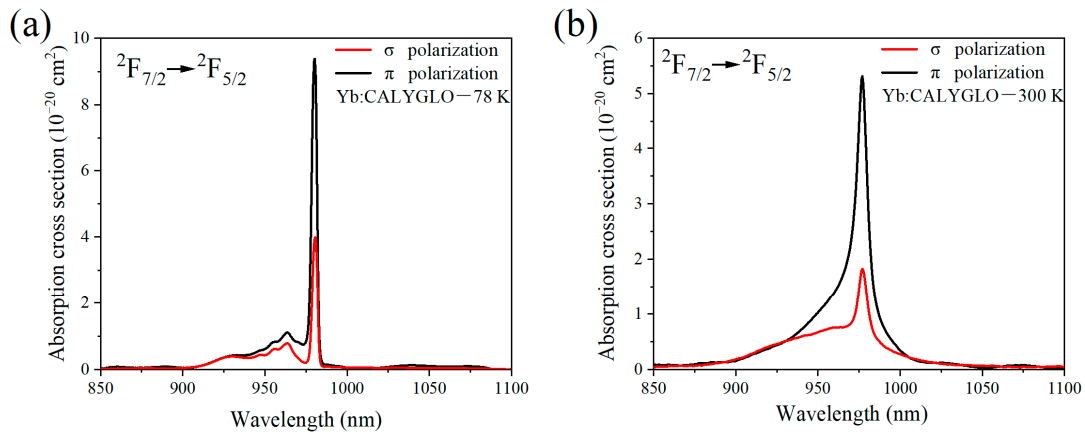 (a)
Absorption cross section (10⁻²⁰ cm²)
10
8
6
4
2
0
²F₇/₂→²F₅/₂
σ polarization
π polarization
Yb:CALYGLO－78 K
850 900 950 1000 1050 1100
Wavelength (nm)
(b)
Absorption cross section (10⁻²⁰ cm²)
6
5
4
3
2
1
0
²F₇/₂→²F₅/₂
σ polarization
π polarization
Yb:CALYGLO－300 K
850 900 950 1000 1050 1100
Wavelength (nm)